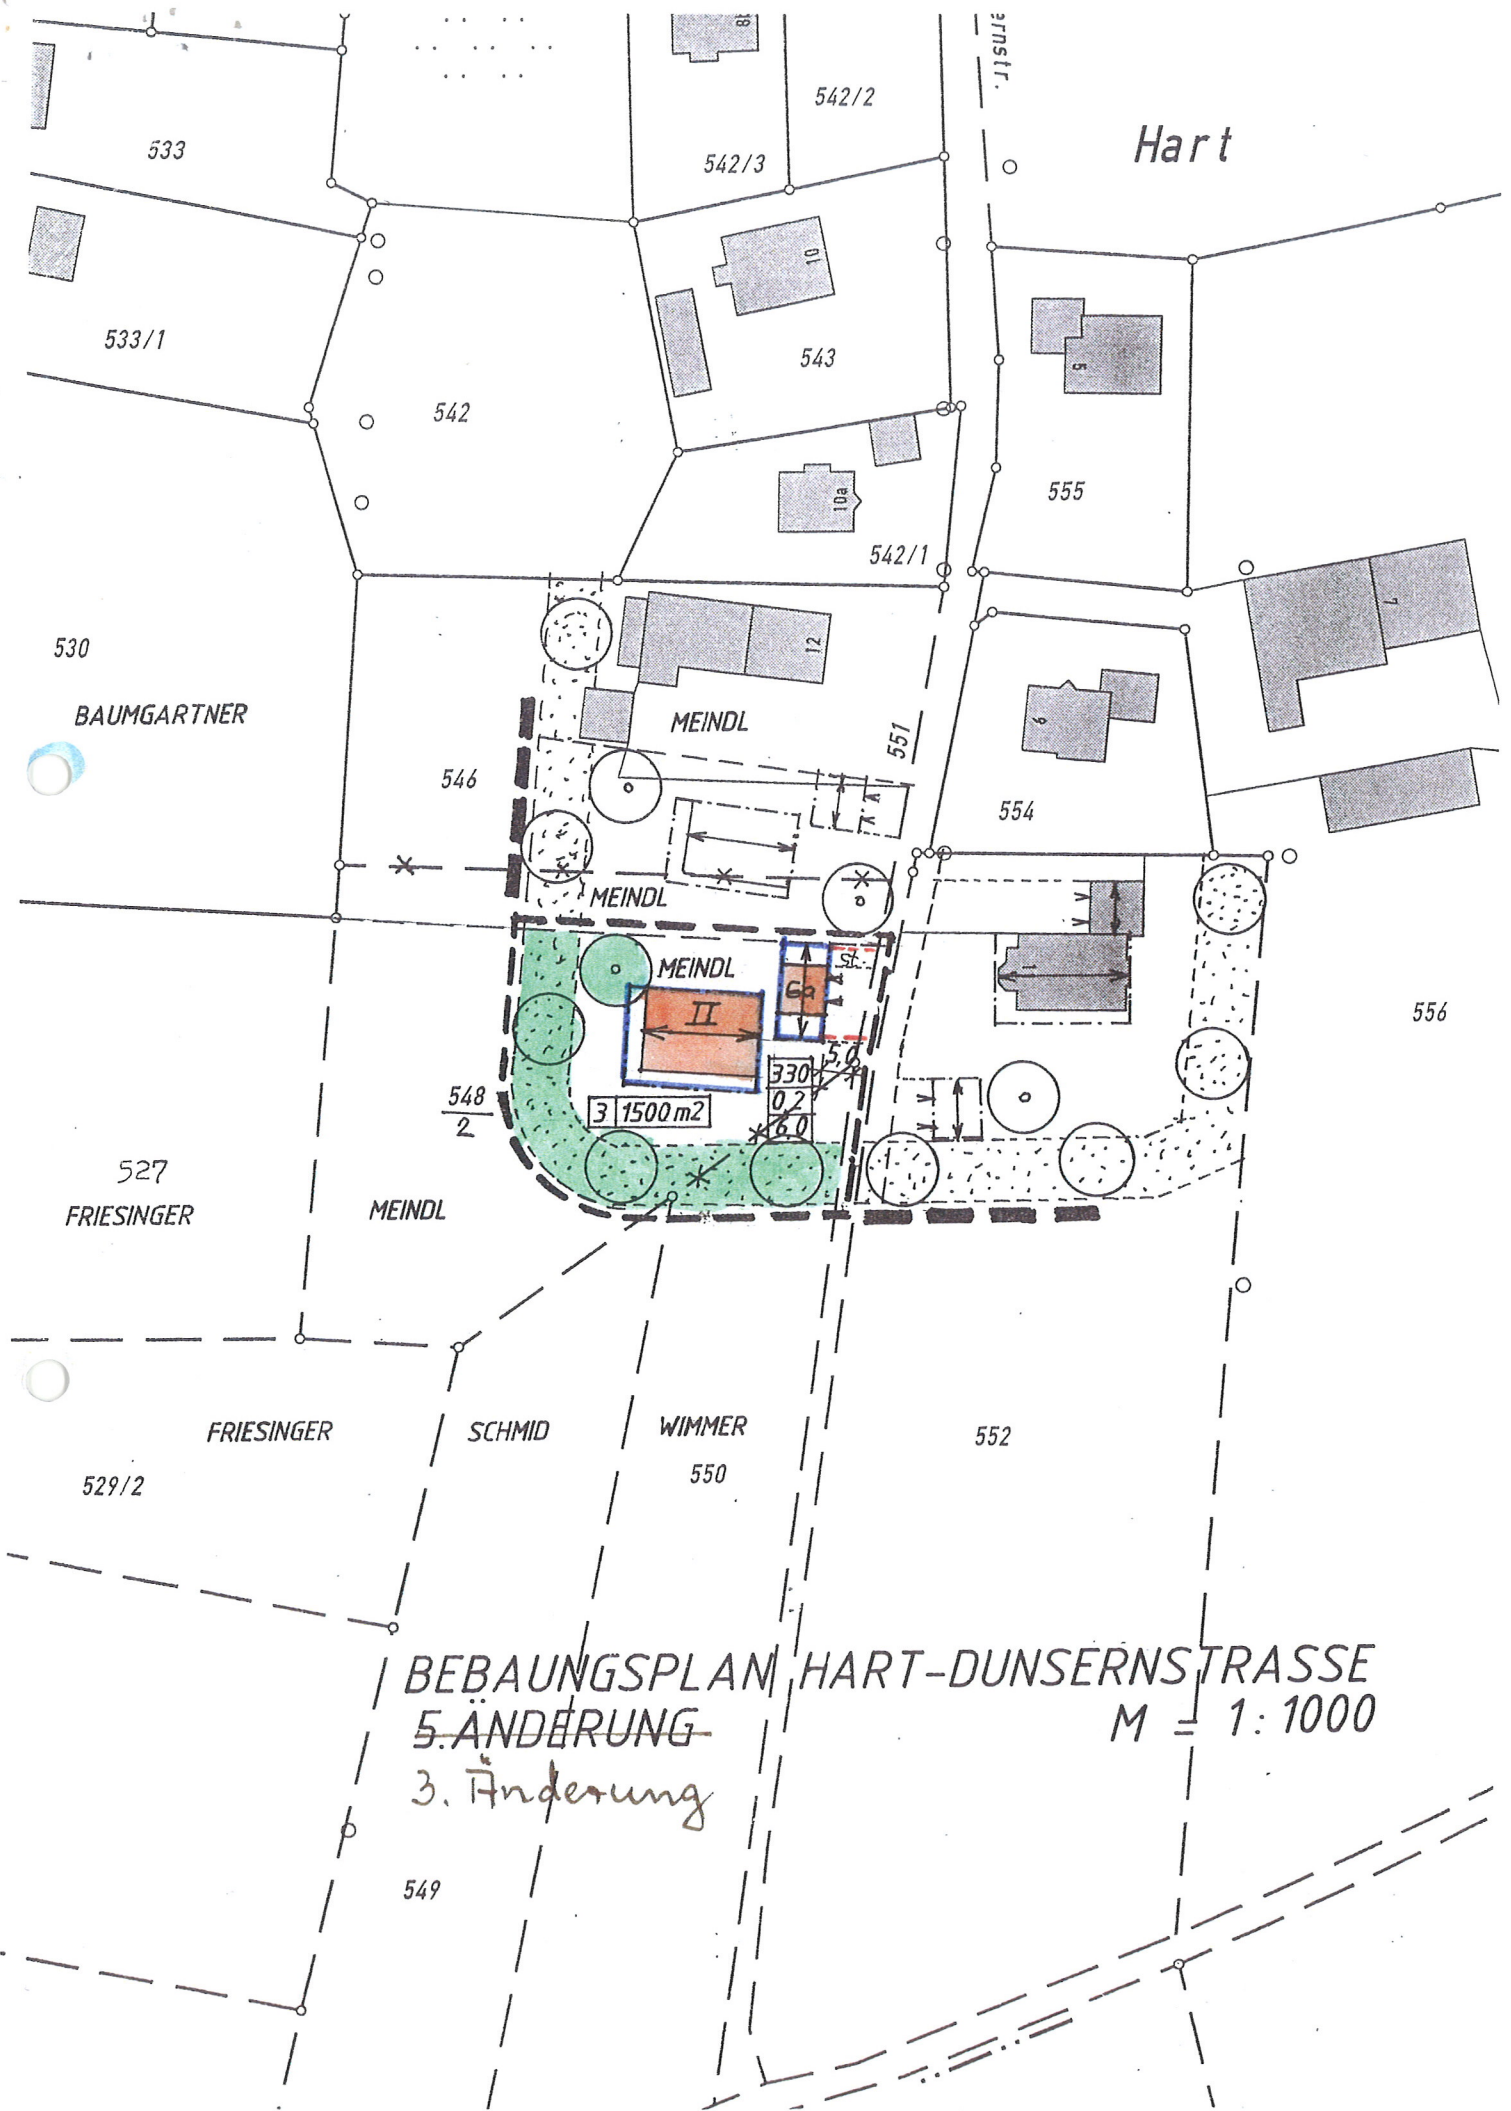 ernstr.
542/2
Hart
533
542/3
10
533/1
543
5
542
10a
555
542/1
7
530
12
BAUMGARTNER
MEINDL
6
551
546
554
MEINDL
MEINDL
St.
1
Ga
II
556
5,0
330
548
2
3 1500m2
0,2
6,0
527
FRIESINGER
MEINDL
FRIESINGER
SCHMID
WIMMER
552
529/2
550
BEBAUNGSPLAN HART-DUNSERNSTRASSE
5.ÄNDERUNG
M = 1:1000
3. Änderung
549